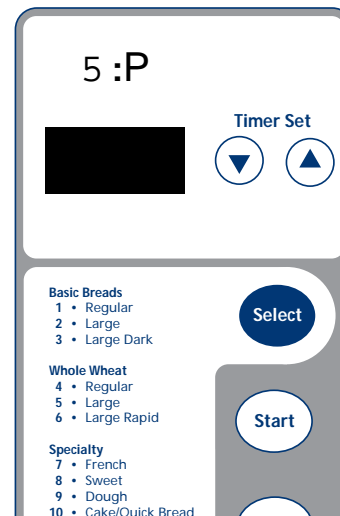 5 :P
Timer Set
Basic Breads
1 • Regular
2 • Large
3 • Large Dark
Select
Whole Wheat
4 • Regular
5 • Large
6 • Large Rapid
Start
Specialty
7 • French
8 • Sweet
9 • Dough
10 • Cake/Quick Bread